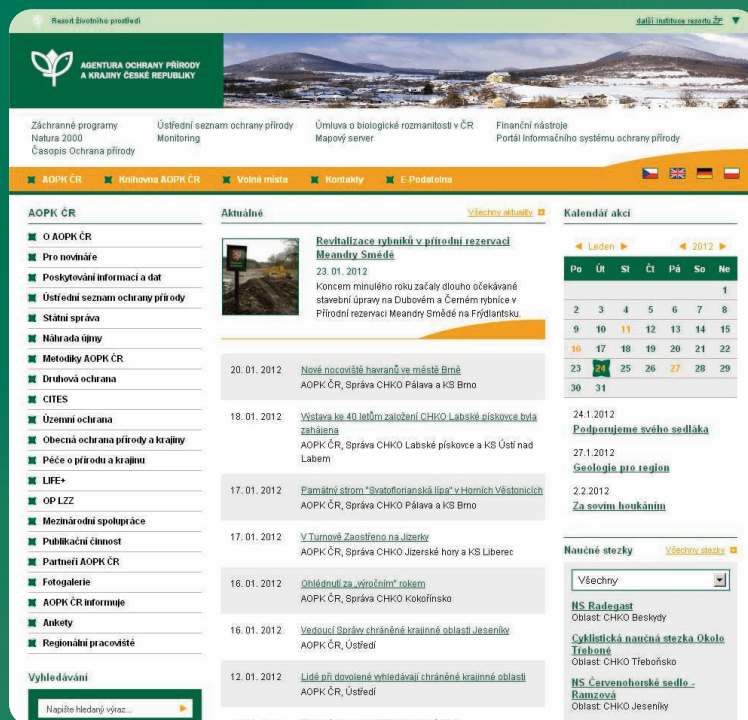 Resort životního prostředí
další instituce resortu ŽP
AGENTURA OCHRANY PŘÍRODY
A KRAJINY ČESKÉ REPUBLIKY
Záchranné programy
Natura 2000
Časopis Ochrana přírody
Ústřední seznam ochrany přírody
Monitoring
Úmluva o biologické rozmanitosti v ČR
Mapový server
Finanční nástroje
Portál Informačního systému ochrany přírody
AOPK ČR
Knihovna AOPK ČR
Volná místa
Kontakty
E-Podatelna
AOPK ČR
O AOPK ČR
Pro novináře
Poskytování informací a dat
Ústřední seznam ochrany přírody
Státní správa
Náhrada újmy
Metodiky AOPK ČR
Druhová ochrana
CITES
Územní ochrana
Obecná ochrana přírody a krajiny
Péče o přírodu a krajinu
LIFE+
OP LZZ
Mezinárodní spolupráce
Publikační činnost
Partneři AOPK ČR
Fotogalerie
AOPK ČR informuje
Ankety
Regionální pracoviště
Vyhledávání
Napište hledaný výraz...
Aktuálně
Všechny aktuality
Revitalizace rybníků v přírodní rezervaci
Meandry Smědé
23. 01. 2012
Koncem minulého roku začaly dlouho očekávané
stavební úpravy na Dubovém a Černém rybníce v
Přírodní rezervaci Meandry Smědé na Frýdlantsku.
20. 01. 2012
Nové nocoviště havranů ve městě Brně
AOPK ČR, Správa CHKO Pálava a KS Brno
18. 01. 2012
Výstava ke 40 letům založení CHKO Labské pískovce byla
zahájena
AOPK ČR, Správa CHKO Labské pískovce a KS Ústí nad
Labem
17. 01. 2012
Památný strom "Svatoflorianská lípa" v Horních Věstonicích
AOPK ČR, Správa CHKO Pálava a KS Brno
17. 01. 2012
V Turnově Zaostřeno na Jizerky
AOPK ČR, Správa CHKO Jizerské hory a KS Liberec
16. 01. 2012
Ohlédnutí za „výročním" rokem
AOPK ČR, Správa CHKO Kokořínsko
16. 01. 2012
Vedoucí Správy chráněné krajinné oblasti Jeseníky
AOPK ČR, Ústředí
12. 01. 2012
Lidé při dovolené vyhledávají chráněné krajinné oblasti
AOPK ČR, Ústředí
Kalendář akcí
Leden 2012
Po Út St Čt Pá So Ne
1
2 3 4 5 6 7 8
9 10 11 12 13 14 15
16 17 18 19 20 21 22
23 24 25 26 27 28 29
30 31
24.1.2012
Podporujeme svého sedláka
27.1.2012
Geologie pro region
2.2.2012
Za sovím houkáním
Naučné stezky
Všechny stezky
Všechny
NS Radegast
Oblast: CHKO Beskydy
Cyklistická naučná stezka Okolo
Třeboně
Oblast: CHKO Třeboňsko
NS Červenohorské sedlo -
Ramzová
Oblast: CHKO Jeseníky